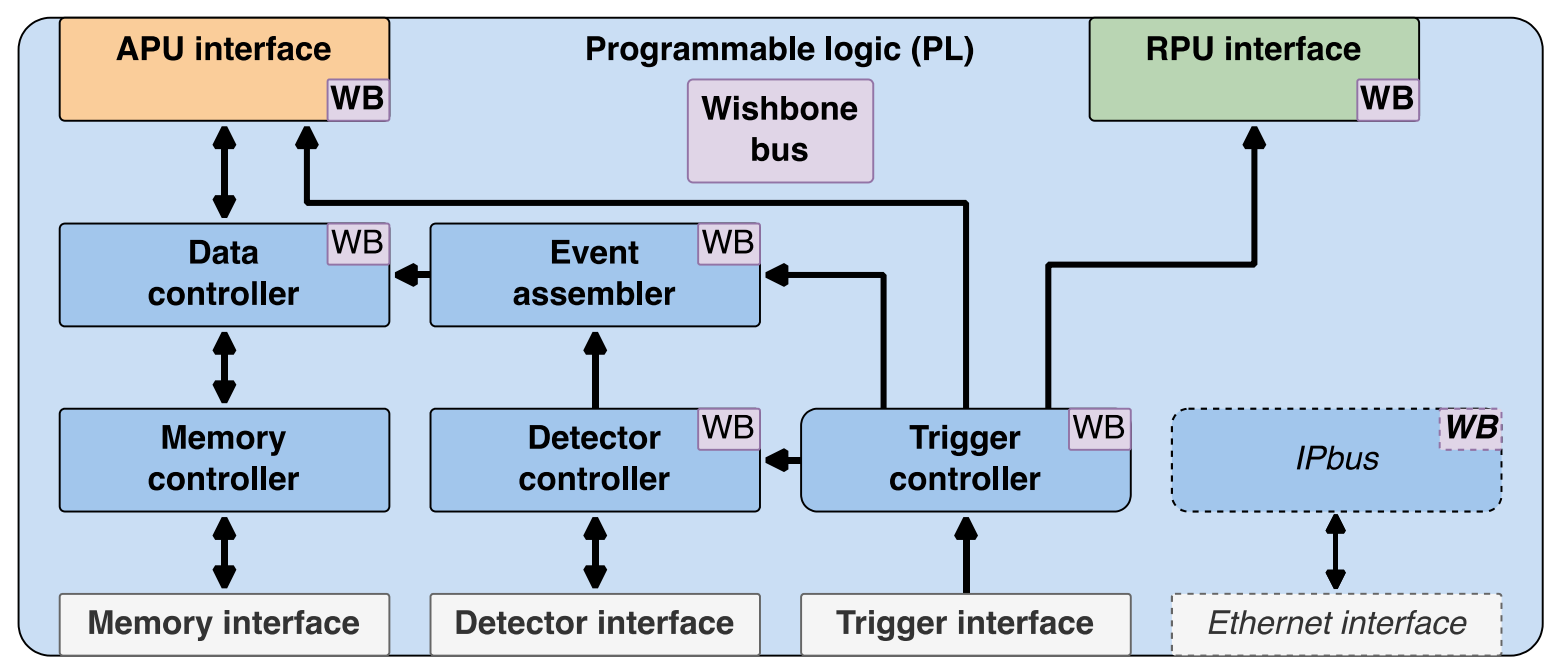 APU interface
WB
Programmable logic (PL)
RPU interface
WB
Wishbone
bus
Data
controller
WB
Event
assembler
WB
Memory
controller
Detector
controller
WB
Trigger
controller
WB
IPbus
WB
Memory interface
Detector interface
Trigger interface
Ethernet interface